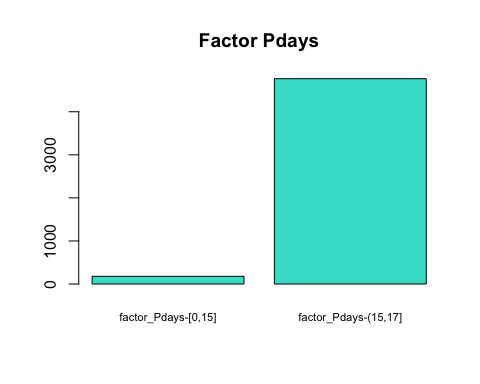 Factor Pdays
3000
1000
0
factor_Pdays-[0,15]
factor_Pdays-(15,17]